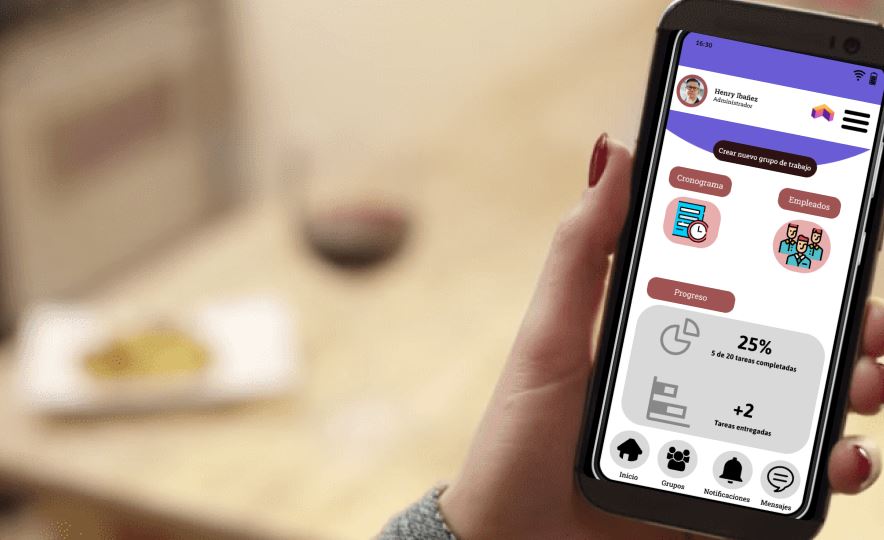 16:30
Henry Ibañez
Administrador
Crear nuevo grupo de trabajo
Cronograma
Empleados
Progreso
25%
5 de 20 tareas completadas
+2
Tareas entregadas
Inicio
Grupos
Notificaciones
Mensajes